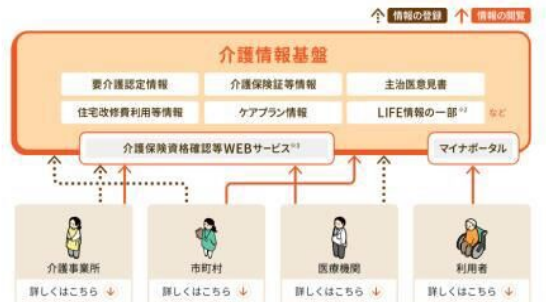 情報の登録 情報の閲覧
介護情報基盤
要介護認定情報 介護保険証等情報 主治医意見書
住宅改修費利用等情報 ケアプラン情報 LIFE情報の一部※2 など
介護保険資格確認等WEBサービス※3 マイナポータル
介護事業所 市町村 医療機関 利用者
詳しくはこちら 詳しくはこちら 詳しくはこちら 詳しくはこちら